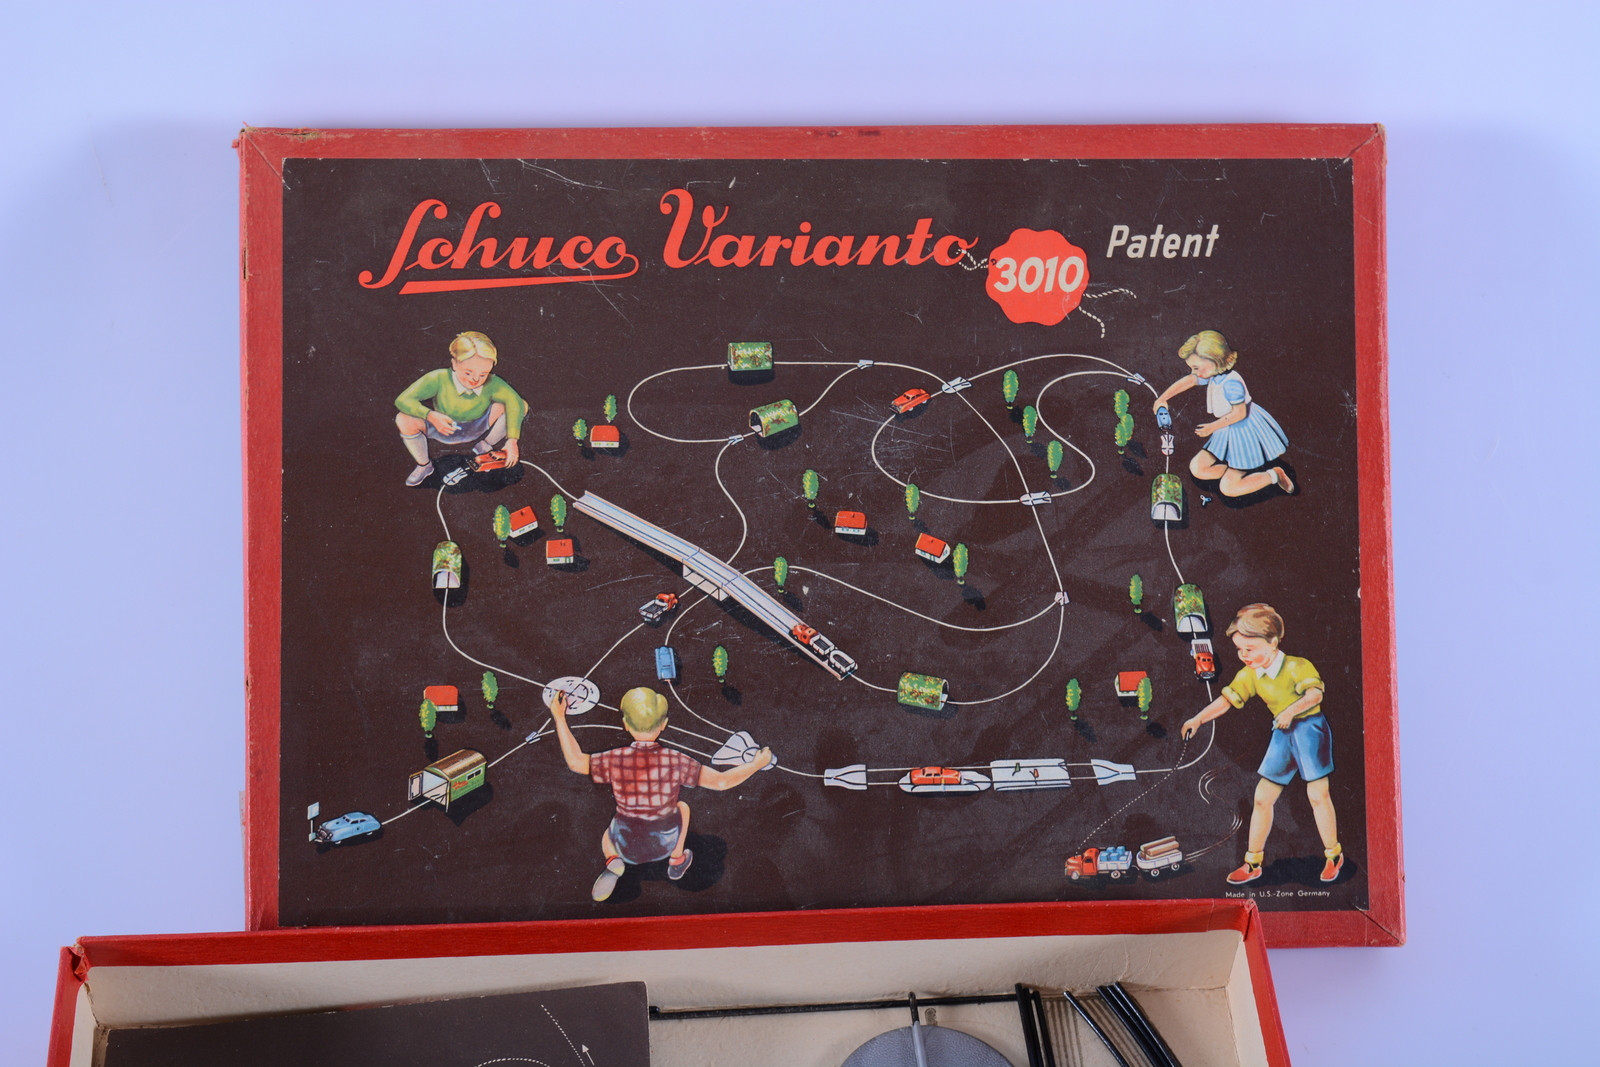 Schuco Varianto 3010 Patent
Made in U.S.-Zone Germany